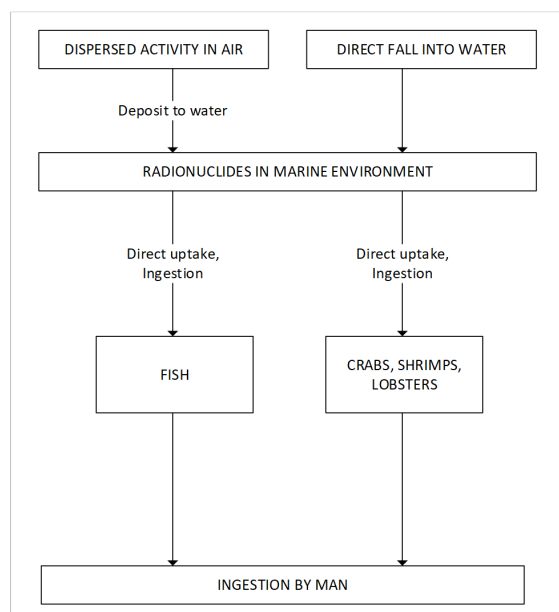 DISPERSED ACTIVITY IN AIR
DIRECT FALL INTO WATER
Deposit to water
RADIONUCLIDES IN MARINE ENVIRONMENT
Direct uptake,
Ingestion
Direct uptake,
Ingestion
FISH
CRABS, SHRIMPS,
LOBSTERS
INGESTION BY MAN